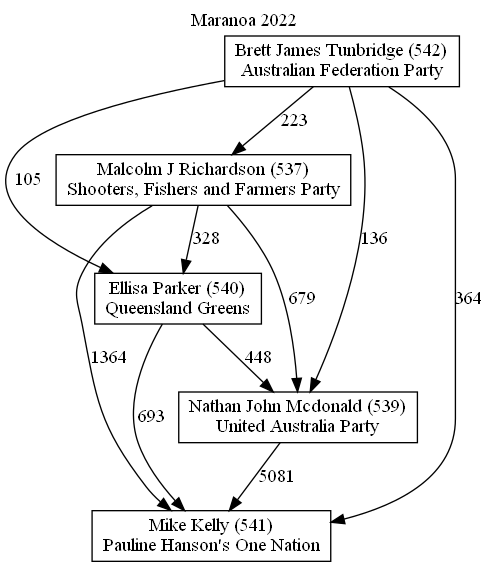 Maranoa 2022
Brett James Tunbridge (542)
Australian Federation Party
223
Malcolm J Richardson (537)
Shooters, Fishers and Farmers Party
105
328
136
Ellisa Parker (540)
Queensland Greens
679
364
1364
448
Nathan John Mcdonald (539)
United Australia Party
693
5081
Mike Kelly (541)
Pauline Hanson's One Nation